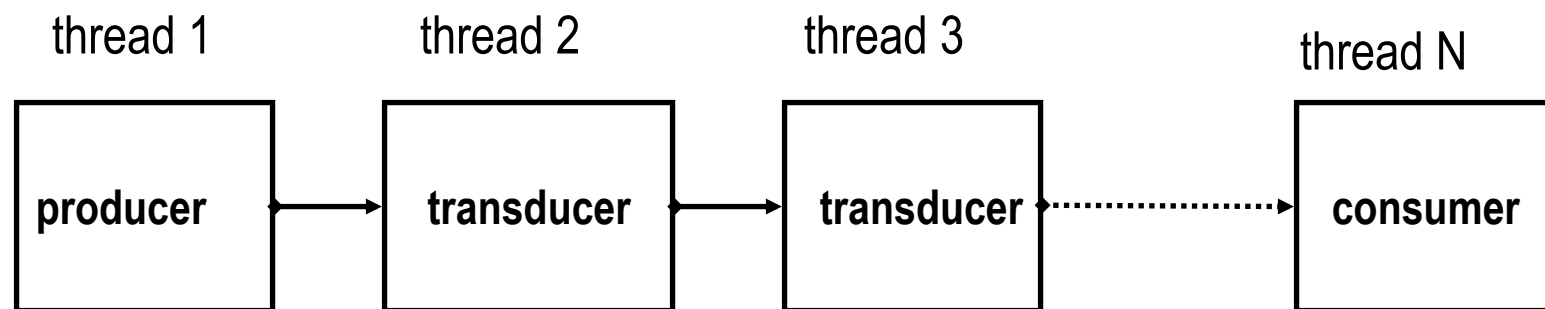 thread 1
thread 2
thread 3
thread N
producer
transducer
transducer
consumer